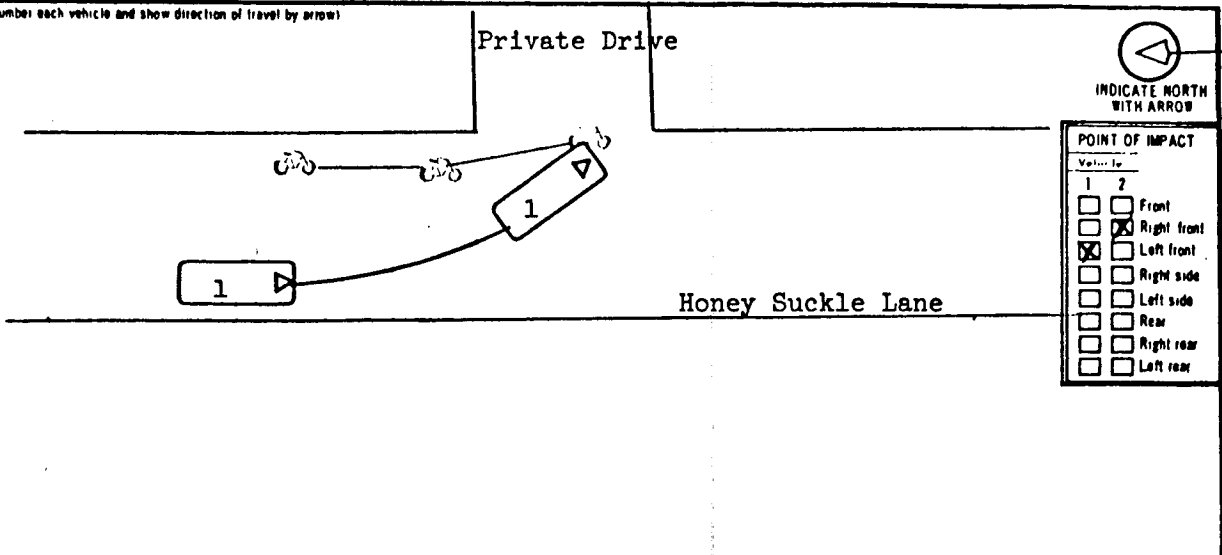 umber each vehicle and show direction of travel by arrow)
Private Drive
INDICATE NORTH
WITH ARROW
POINT OF IMPACT
Vehicle
1 2
Front
Right front
Left front
Right side
Left side
Rear
Right rear
Left rear
1
1
Honey Suckle Lane